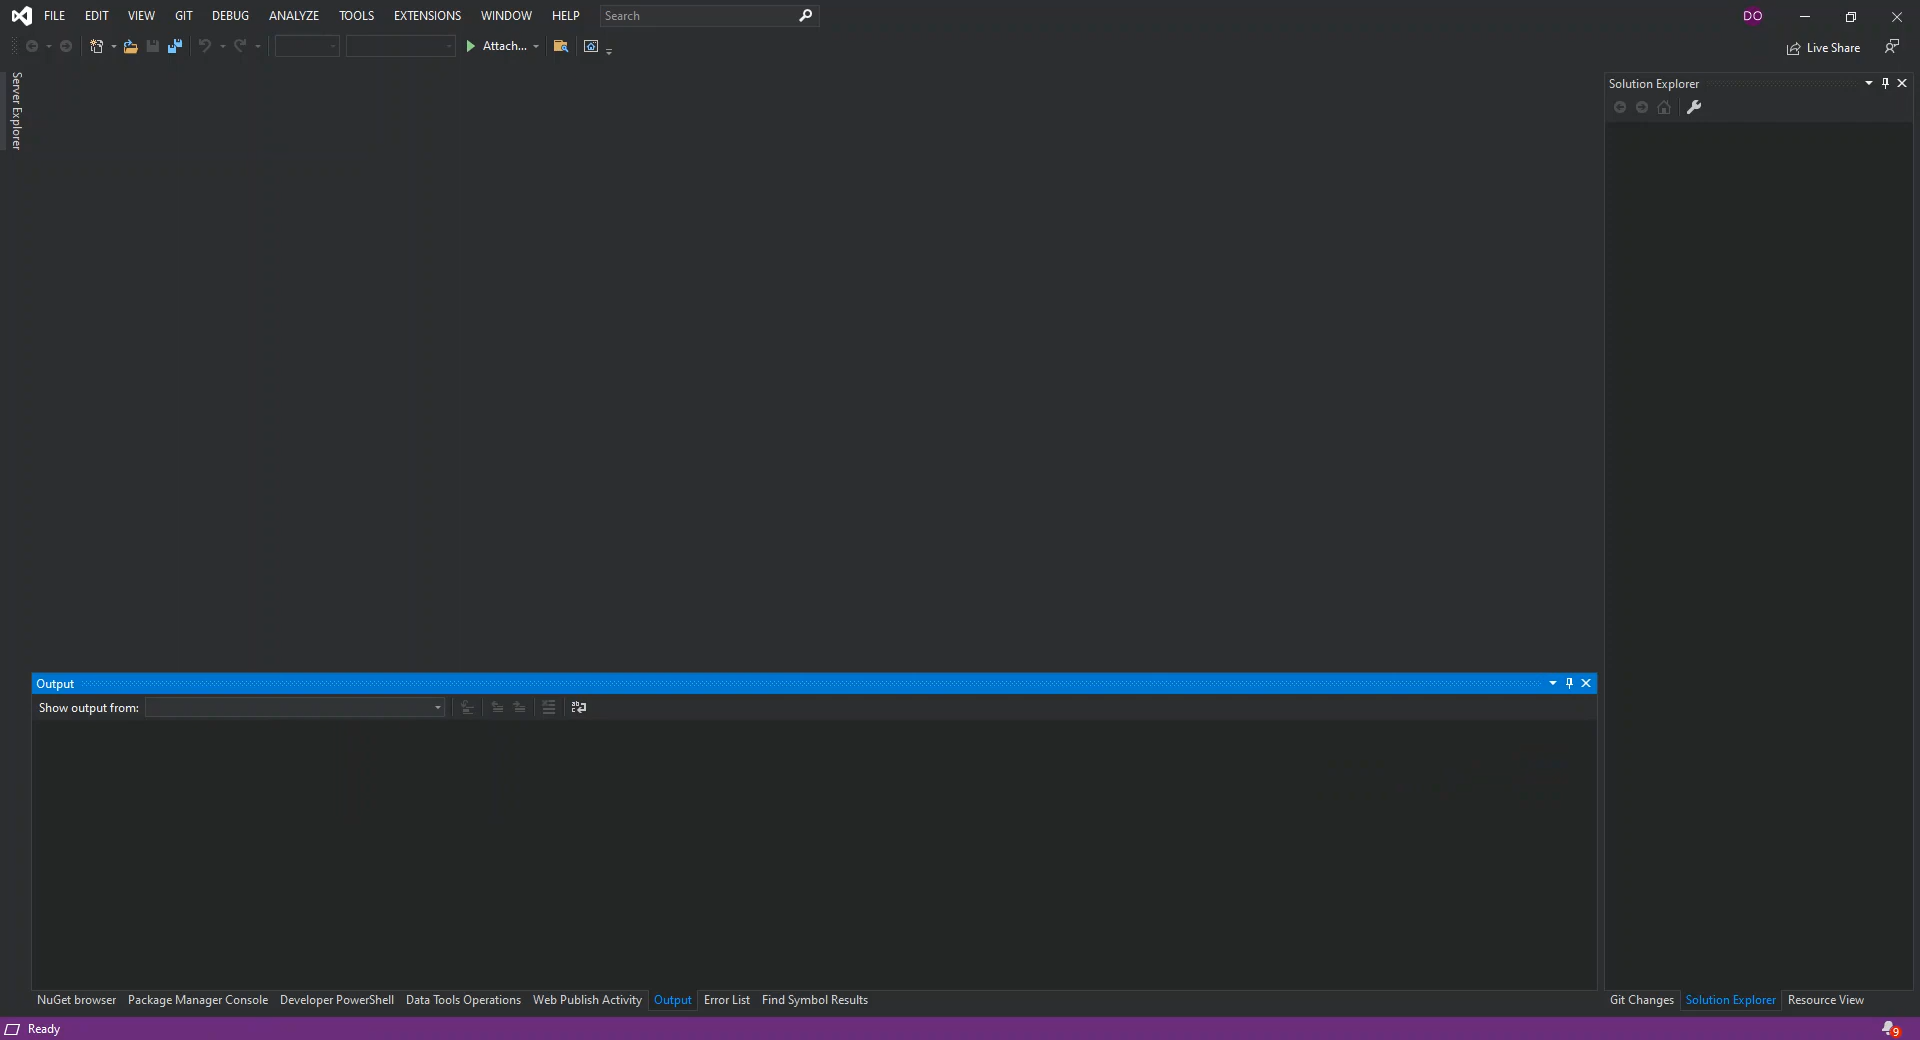 FILE EDIT VIEW GIT DEBUG ANALYZE TOOLS EXTENSIONS WINDOW HELP Search DO
Attach... Live Share
Server Explorer
Solution Explorer
Output
Show output from:
NuGet browser Package Manager Console Developer PowerShell Data Tools Operations Web Publish Activity Output Error List Find Symbol Results
Git Changes Solution Explorer Resource View
Ready 9